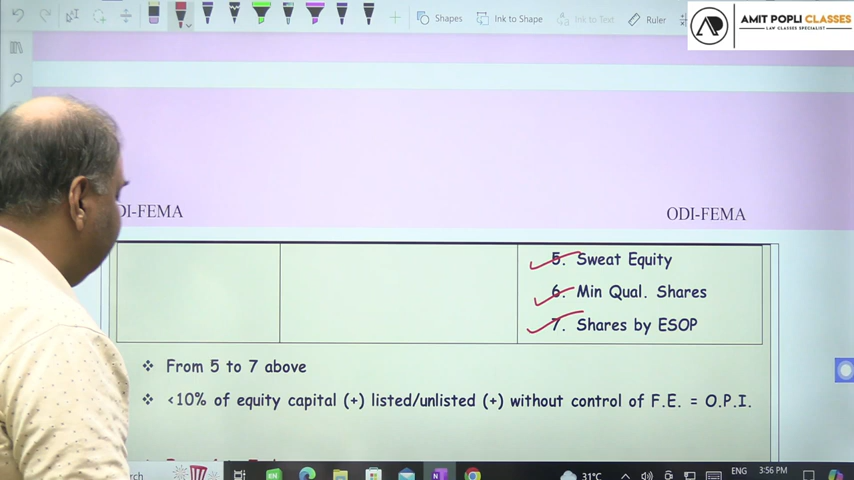 Shapes
Ink to Shape
Ink to Text
Ruler
AMIT POPLI CLASSES
LAW CLASSES SPECIALIST
DI-FEMA
ODI-FEMA
5. Sweat Equity
6. Min Qual. Shares
7. Shares by ESOP
❖ From 5 to 7 above
❖ <10% of equity capital (+) listed/unlisted (+) without control of F.E. = O.P.I.
rch
31°C
ENG
3:56 PM